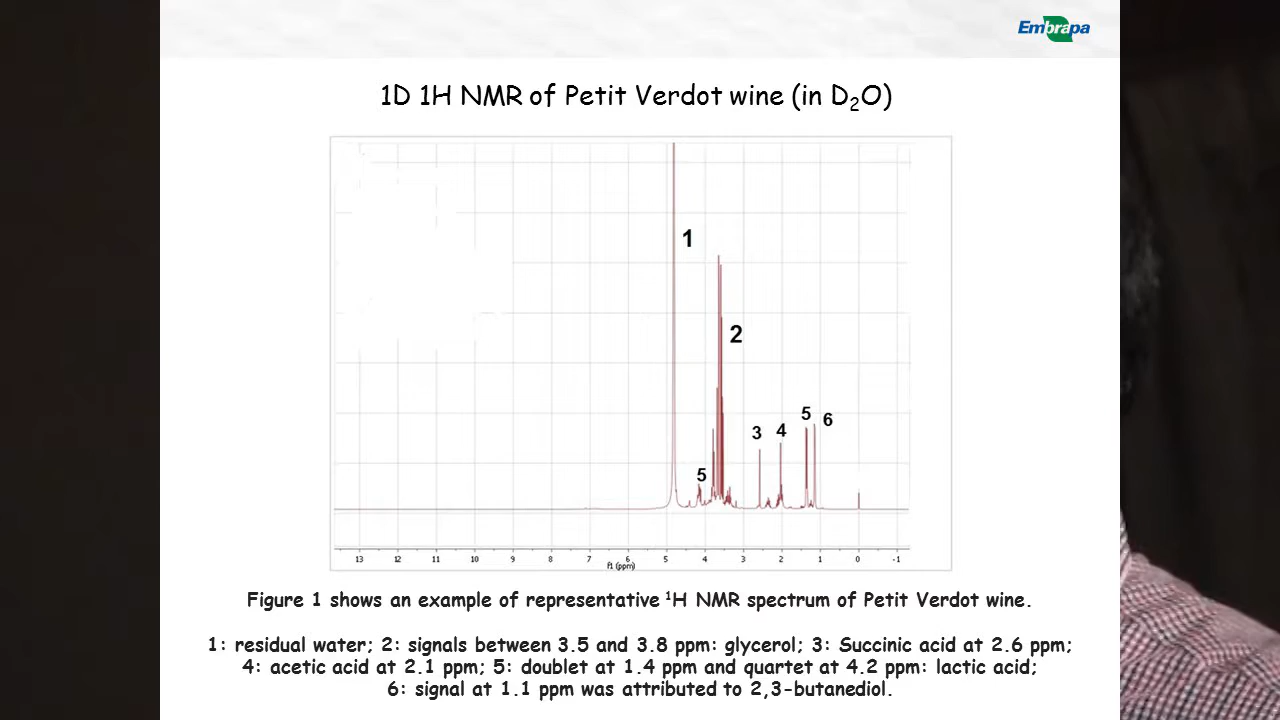 Embrapa
1D 1H NMR of Petit Verdot wine (in D₂O)
1
2
3
4
5
6
5
13 12 11 10 9 8 7 6 5 4 3 2 1 0 -1
f1 (ppm)
Figure 1 shows an example of representative ¹H NMR spectrum of Petit Verdot wine.
1: residual water; 2: signals between 3.5 and 3.8 ppm: glycerol; 3: Succinic acid at 2.6 ppm;
4: acetic acid at 2.1 ppm; 5: doublet at 1.4 ppm and quartet at 4.2 ppm: lactic acid;
6: signal at 1.1 ppm was attributed to 2,3-butanediol.